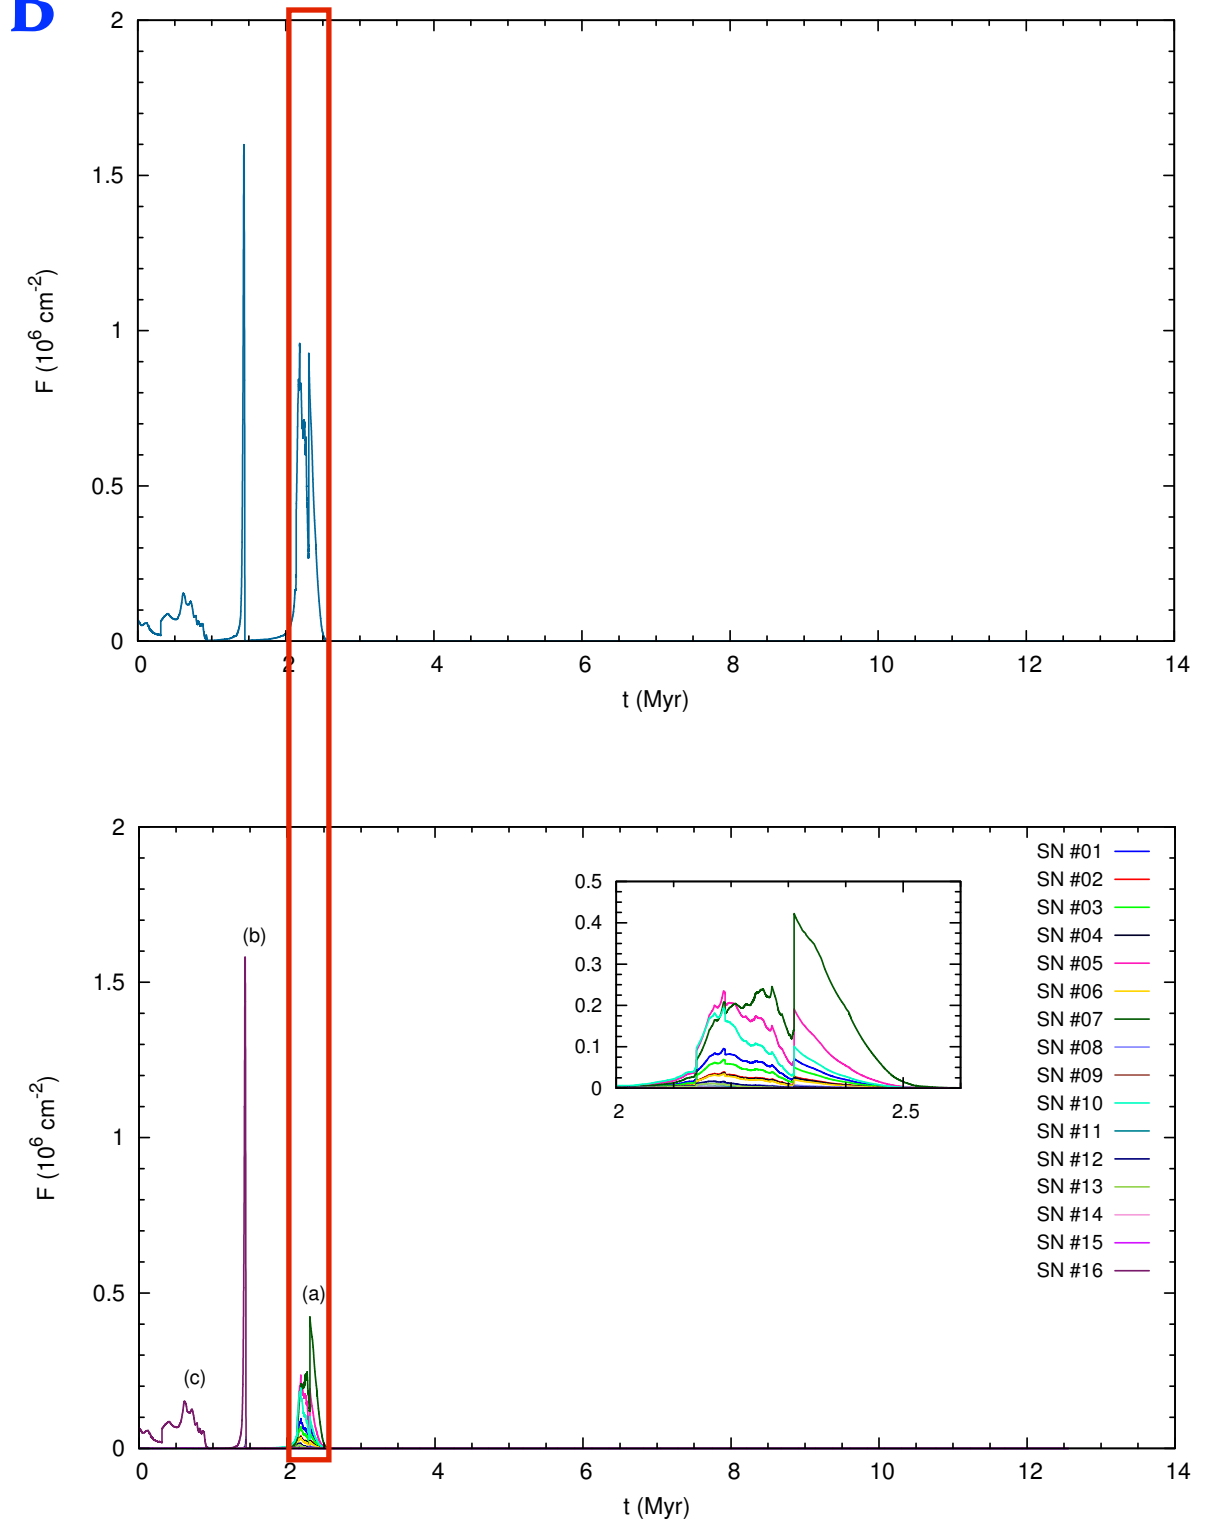 B
2
1.5
1
0.5
0
F (10^6 cm^-2)
0 2 4 6 8 10 12 14
t (Myr)
2
1.5
1
0.5
0
F (10^6 cm^-2)
(b)
(a)
(c)
0.5
0.4
0.3
0.2
0.1
0
2 2.5
SN #01
SN #02
SN #03
SN #04
SN #05
SN #06
SN #07
SN #08
SN #09
SN #10
SN #11
SN #12
SN #13
SN #14
SN #15
SN #16
0 2 4 6 8 10 12 14
t (Myr)